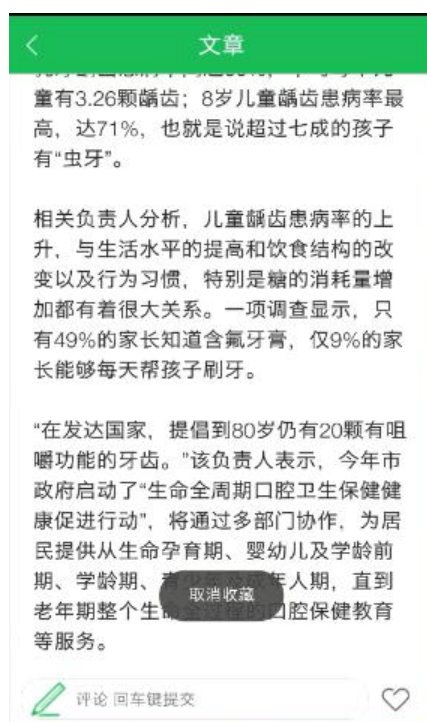 文章
童有3.26颗龋齿；8岁儿童龋齿患病率最
高，达71%，也就是说超过七成的孩子
有“虫牙”。
相关负责人分析，儿童龋齿患病率的上
升，与生活水平的提高和饮食结构的改
变以及行为习惯，特别是糖的消耗量增
加都有着很大关系。一项调查显示，只
有49%的家长知道含氟牙膏，仅9%的家
长能够每天帮孩子刷牙。
“在发达国家，提倡到80岁仍有20颗有咀
嚼功能的牙齿。”该负责人表示，今年市
政府启动了“生命全周期口腔卫生保健健
康促进行动”，将通过多部门协作，为居
民提供从生命孕育期、婴幼儿及学龄前
期、学龄期、年人期，直到
老年期整个生口腔保健教育
等服务。
取消收藏
评论 回车键提交